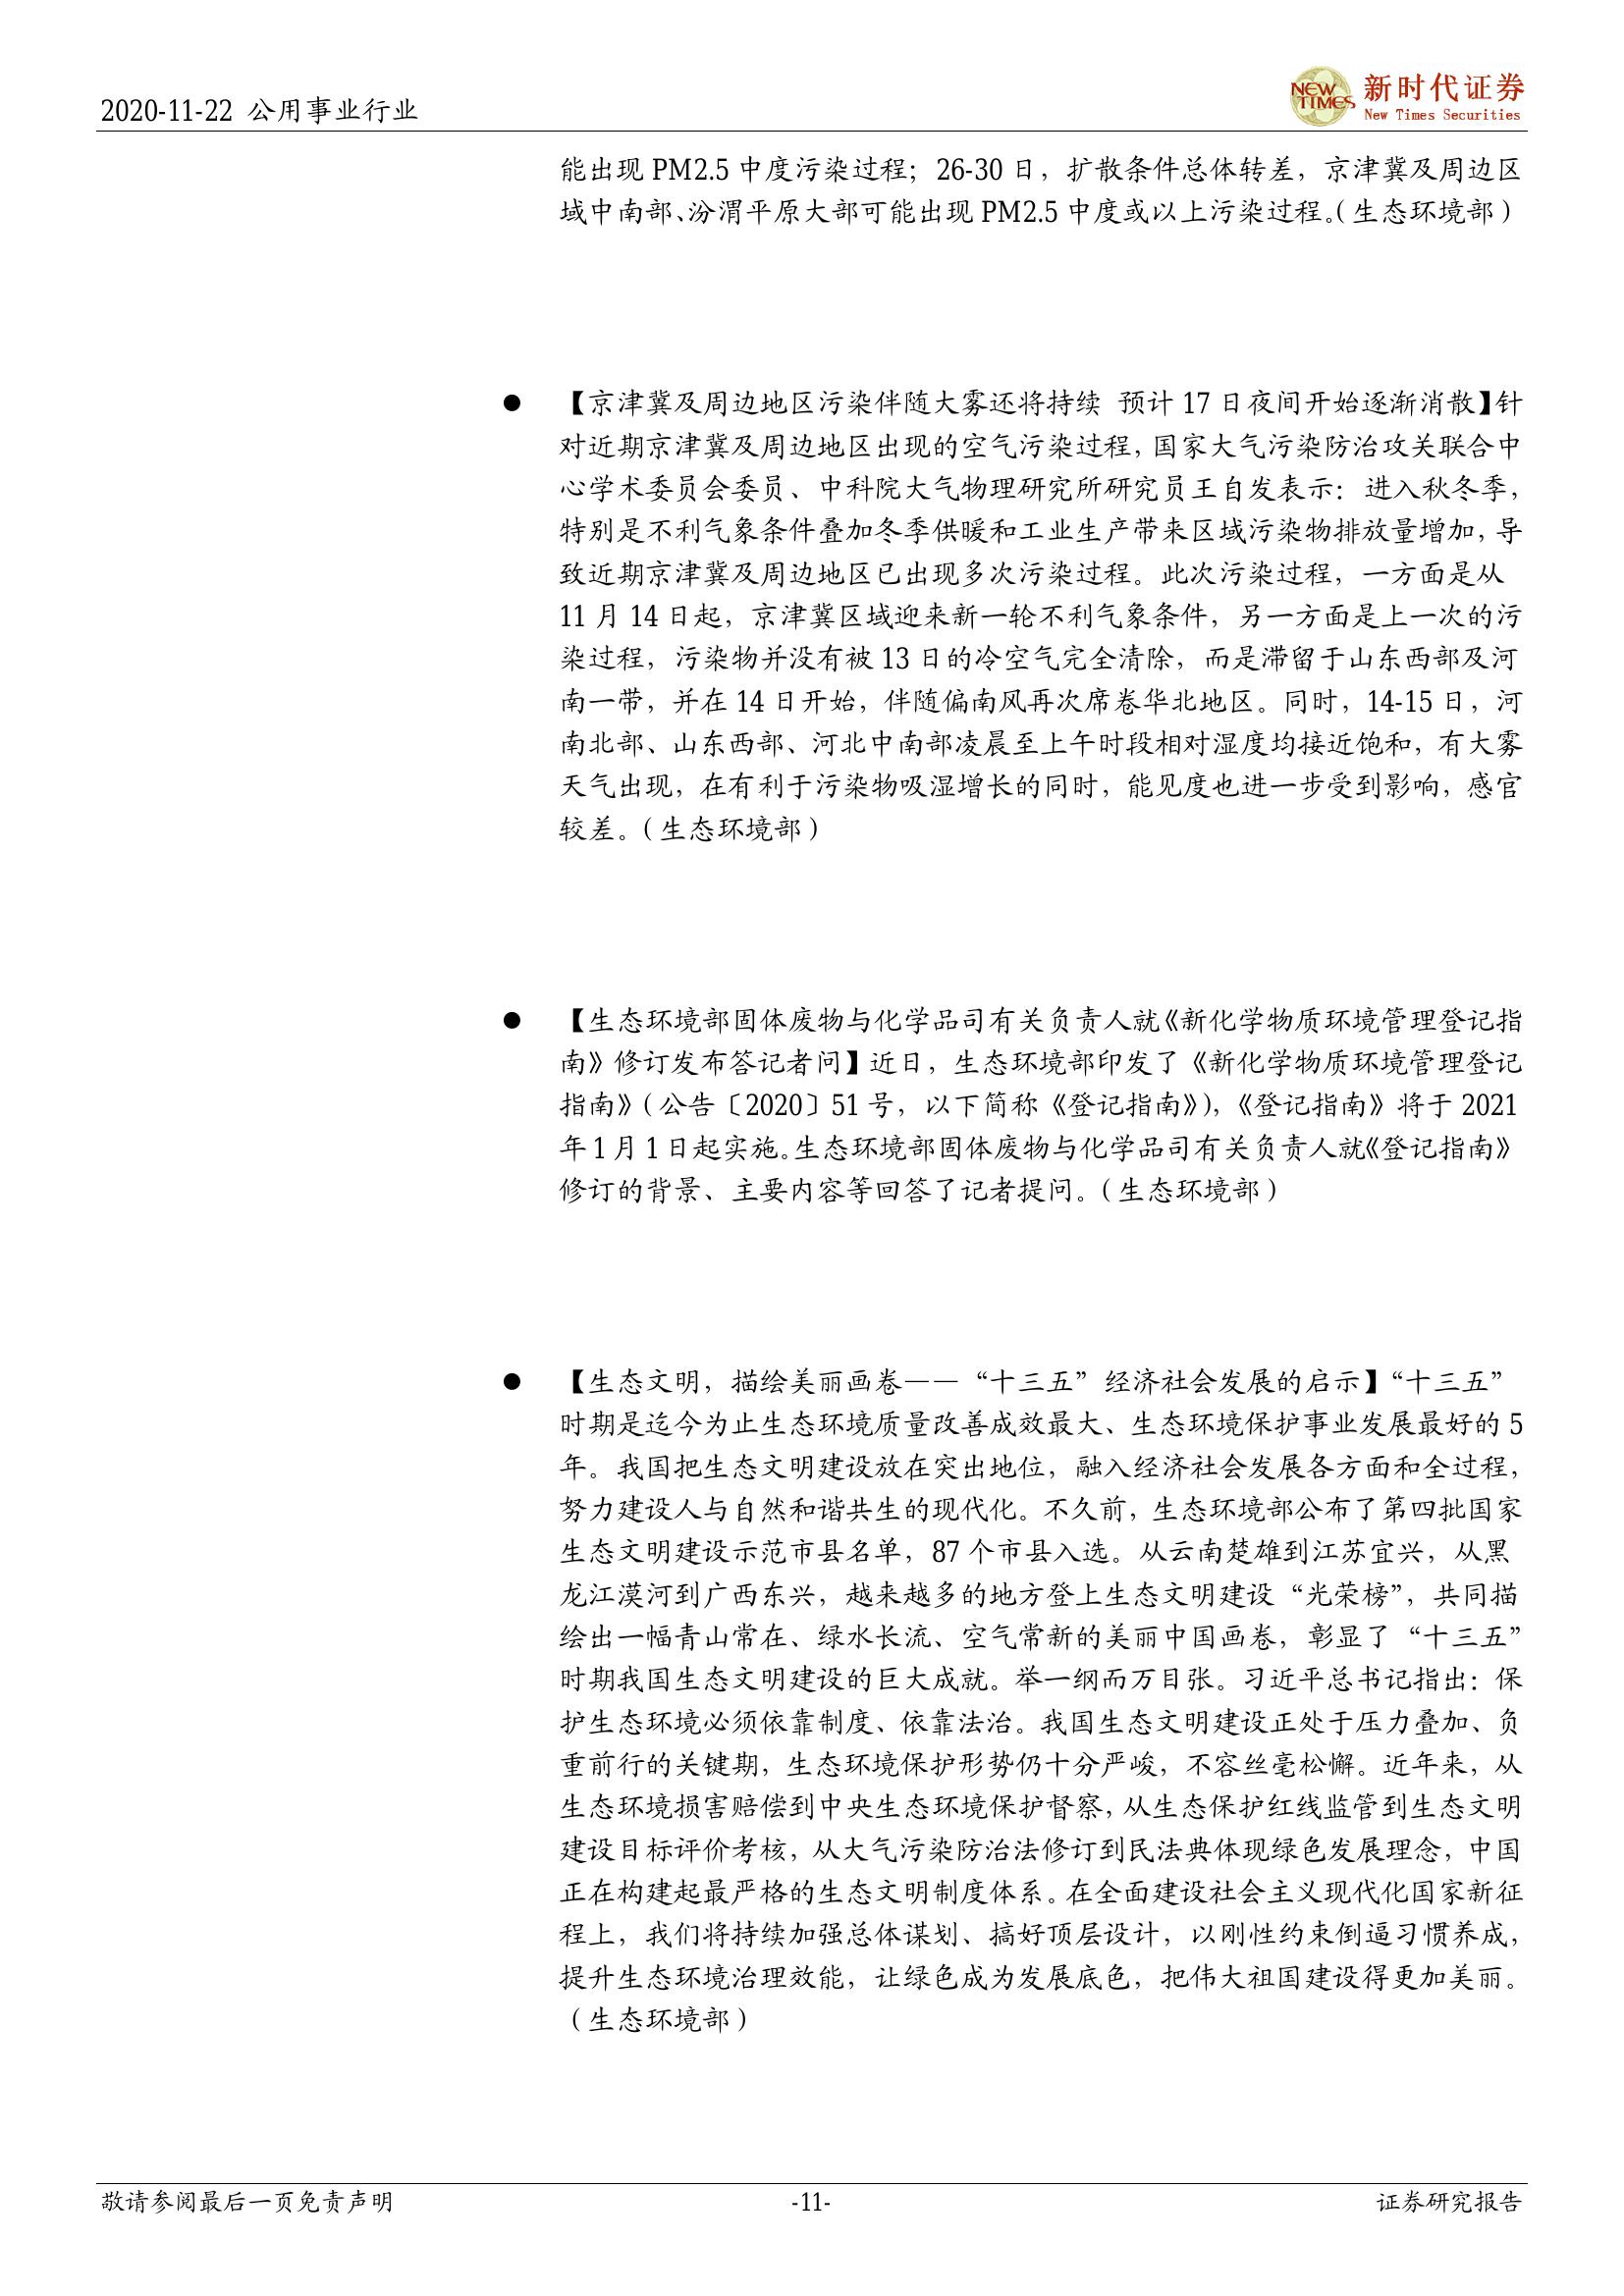 2020-11-22 公用事业行业
NEW TIMES
新时代证券
New Times Securities
能出现 PM2.5 中度污染过程；26-30 日，扩散条件总体转差，京津冀及周边区
域中南部、汾渭平原大部可能出现 PM2.5 中度或以上污染过程。（生态环境部）
● 【京津冀及周边地区污染伴随大雾还将持续 预计 17 日夜间开始逐渐消散】针
对近期京津冀及周边地区出现的空气污染过程，国家大气污染防治攻关联合中
心学术委员会委员、中科院大气物理研究所研究员王自发表示：进入秋冬季，
特别是不利气象条件叠加冬季供暖和工业生产带来区域污染物排放量增加，导
致近期京津冀及周边地区已出现多次污染过程。此次污染过程，一方面是从
11 月 14 日起，京津冀区域迎来新一轮不利气象条件，另一方面是上一次的污
染过程，污染物并没有被 13 日的冷空气完全清除，而是滞留于山东西部及河
南一带，并在 14 日开始，伴随偏南风再次席卷华北地区。同时，14-15 日，河
南北部、山东西部、河北中南部凌晨至上午时段相对湿度均接近饱和，有大雾
天气出现，在有利于污染物吸湿增长的同时，能见度也进一步受到影响，感官
较差。（生态环境部）
● 【生态环境部固体废物与化学品司有关负责人就《新化学物质环境管理登记指
南》修订发布答记者问】近日，生态环境部印发了《新化学物质环境管理登记
指南》（公告〔2020〕51 号，以下简称《登记指南》），《登记指南》将于 2021
年 1 月 1 日起实施。生态环境部固体废物与化学品司有关负责人就《登记指南》
修订的背景、主要内容等回答了记者提问。（生态环境部）
● 【生态文明，描绘美丽画卷——“十三五”经济社会发展的启示】“十三五”
时期是迄今为止生态环境质量改善成效最大、生态环境保护事业发展最好的 5
年。我国把生态文明建设放在突出地位，融入经济社会发展各方面和全过程，
努力建设人与自然和谐共生的现代化。不久前，生态环境部公布了第四批国家
生态文明建设示范市县名单，87 个市县入选。从云南楚雄到江苏宜兴，从黑
龙江漠河到广西东兴，越来越多的地方登上生态文明建设“光荣榜”，共同描
绘出一幅青山常在、绿水长流、空气常新的美丽中国画卷，彰显了“十三五”
时期我国生态文明建设的巨大成就。举一纲而万目张。习近平总书记指出：保
护生态环境必须依靠制度、依靠法治。我国生态文明建设正处于压力叠加、负
重前行的关键期，生态环境保护形势仍十分严峻，不容丝毫松懈。近年来，从
生态环境损害赔偿到中央生态环境保护督察，从生态保护红线监管到生态文明
建设目标评价考核，从大气污染防治法修订到民法典体现绿色发展理念，中国
正在构建起最严格的生态文明制度体系。在全面建设社会主义现代化国家新征
程上，我们将持续加强总体谋划、搞好顶层设计，以刚性约束倒逼习惯养成，
提升生态环境治理效能，让绿色成为发展底色，把伟大祖国建设得更加美丽。
（生态环境部）
敬请参阅最后一页免责声明
-11-
证券研究报告